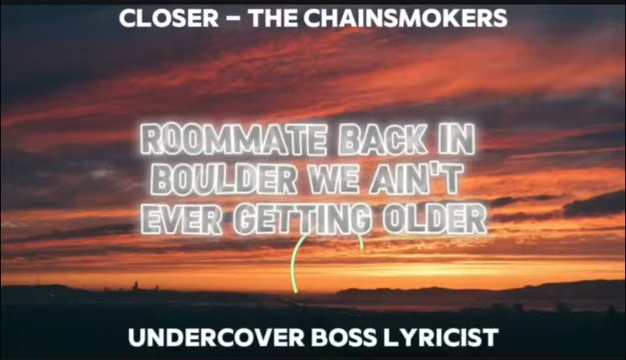 CLOSER – THE CHAINSMOKERS
ROOMMATE BACK IN
BOULDER WE AIN'T
EVER GETTING OLDER
UNDERCOVER BOSS LYRICIST